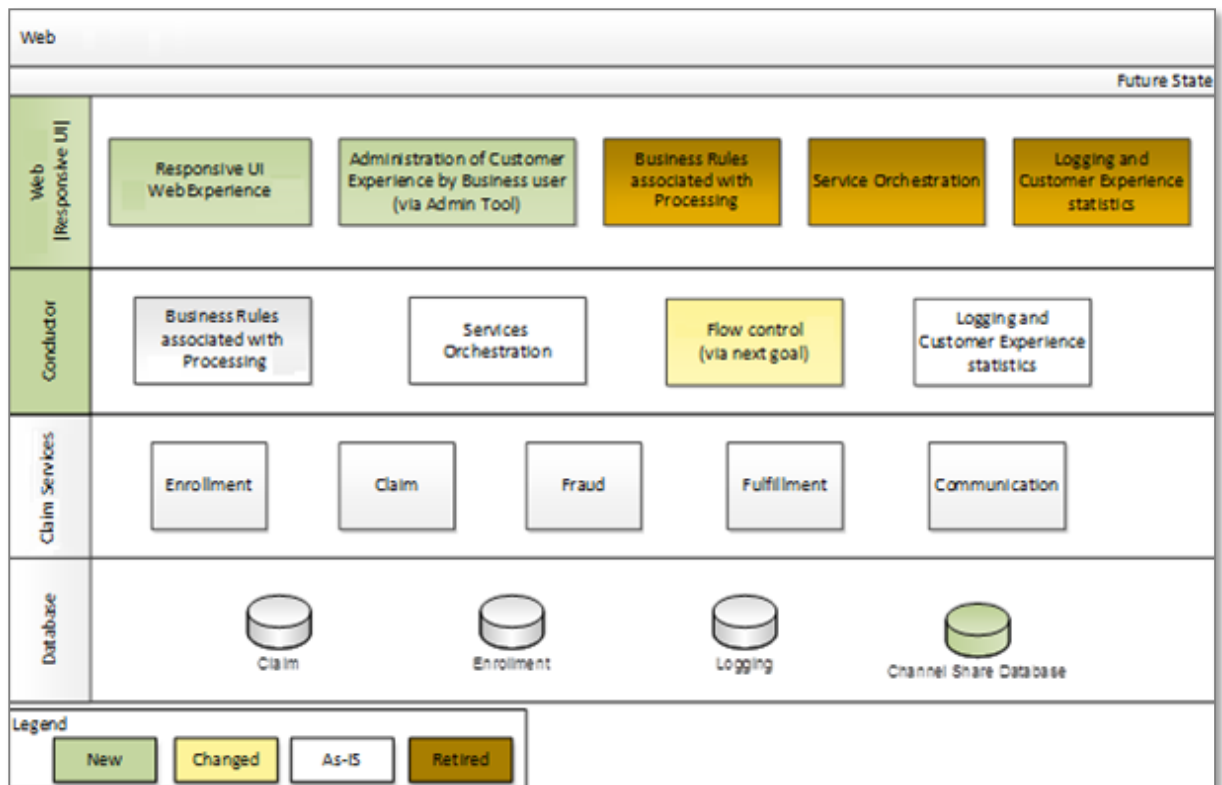 Web
Future State
Web
[Responsive UI]
Responsive UI
Web Experience
Administration of Customer
Experience by Business user
(via Admin Tool)
Business Rules
associated with
Processing
Service Orchestration
Logging and
Customer Experience
statistics
Conductor
Business Rules
associated with
Processing
Services
Orchestration
Flow control
(via next goal)
Logging and
Customer Experience
statistics
Claim Services
Enrollment
Claim
Fraud
Fulfillment
Communication
Database
Claim
Enrollment
Logging
Channel Share Database
Legend
New
Changed
As-IS
Retired